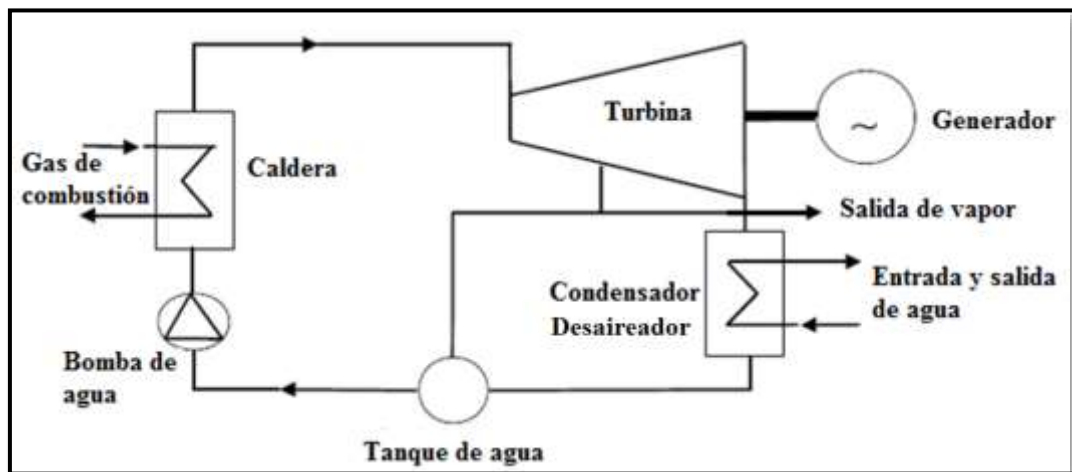 Turbina
Generador
Gas de
combustión
Caldera
Salida de vapor
Condensador
Desaireador
Entrada y salida
de agua
Bomba de
agua
Tanque de agua
~